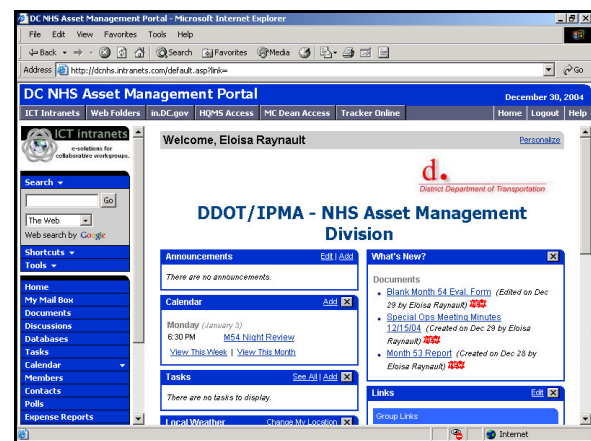 DC NHS Asset Management Portal - Microsoft Internet Explorer
File Edit View Favorites Tools Help
Back Search Favorites Media
Address http://dcnhs.intranets.com/default.asp?link= Go
DC NHS Asset Management Portal December 30, 2004
ICT Intranets Web Folders in.DC.gov HQMS Access MC Dean Access Tracker Online Home Logout Help
ICT intranets
e-solutions for
collaborative workgroups.
Search
Go
The Web
Web search by Google
Shortcuts
Tools
Home
My Mail Box
Documents
Discussions
Databases
Tasks
Calendar
Members
Contacts
Polls
Expense Reports
Welcome, Eloisa Raynault Personalize
d.
District Department of Transportation
DDOT/IPMA - NHS Asset Management
Division
Announcements Edit | Add
There are no announcements.
Calendar Add
Monday (January 3)
6:30 PM M54 Night Review
View This Week | View This Month
Tasks See All | Add
There are no tasks to display.
Local Weather Change My Location
What's New?
Documents
• Blank Month 54 Eval. Form (Edited on Dec
29 by Eloisa Raynault)
• Special Ops Meeting Minutes
12/15/04 (Created on Dec 29 by Eloisa
Raynault)
• Month 53 Report (Created on Dec 28 by
Eloisa Raynault)
Links Edit
Group Links
Internet